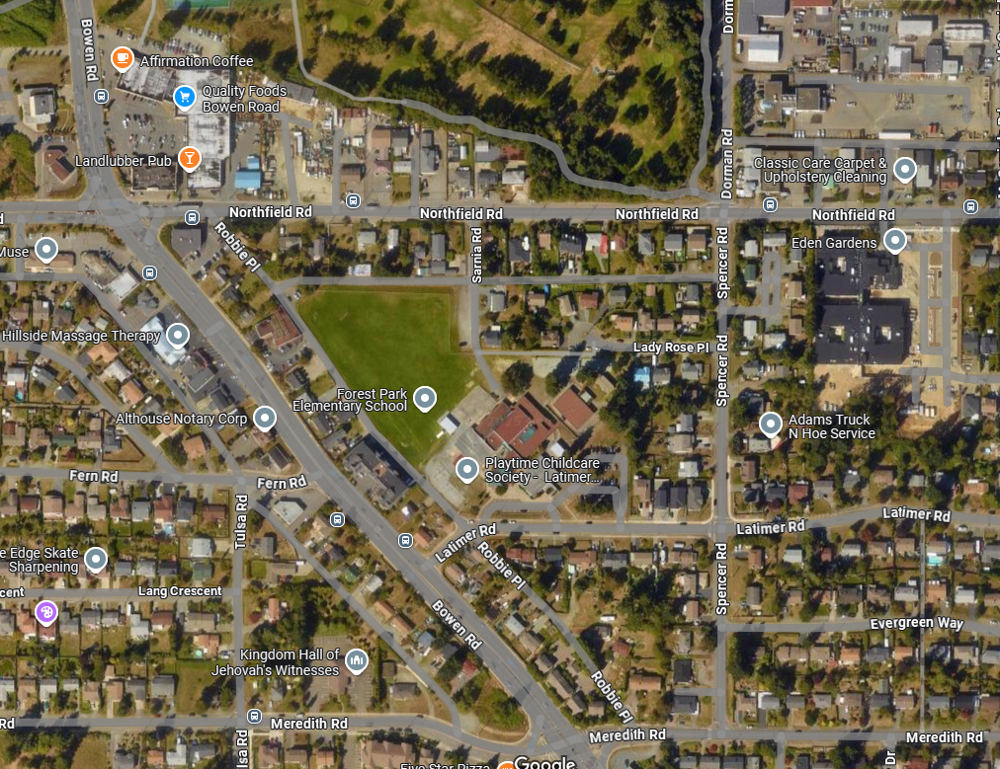 Bowen Rd
Affirmation Coffee
Quality Foods
Bowen Road
Landlubber Pub
Dorman Rd
Classic Care Carpet &
Upholstery Cleaning
Northfield Rd
Northfield Rd
Northfield Rd
Northfield Rd
Robbie Pl
Sarnia Rd
Spencer Rd
Eden Gardens
Muse
Hillside Massage Therapy
Lady Rose Pl
Spencer Rd
Forest Park
Elementary School
Althouse Notary Corp
Adams Truck
N Hoe Service
Playtime Childcare
Society - Latimer...
Fern Rd
Fern Rd
Tulsa Rd
Latimer Rd
Latimer Rd
Latimer Rd
e Edge Skate
Sharpening
Robbie Pl
Spencer Rd
cent
Lang Crescent
Bowen Rd
Evergreen Way
Kingdom Hall of
Jehovah's Witnesses
Robbie Pl
Rd
Meredith Rd
Meredith Rd
Meredith Rd
lsa Rd
Five Star Pizza
Google
Dr